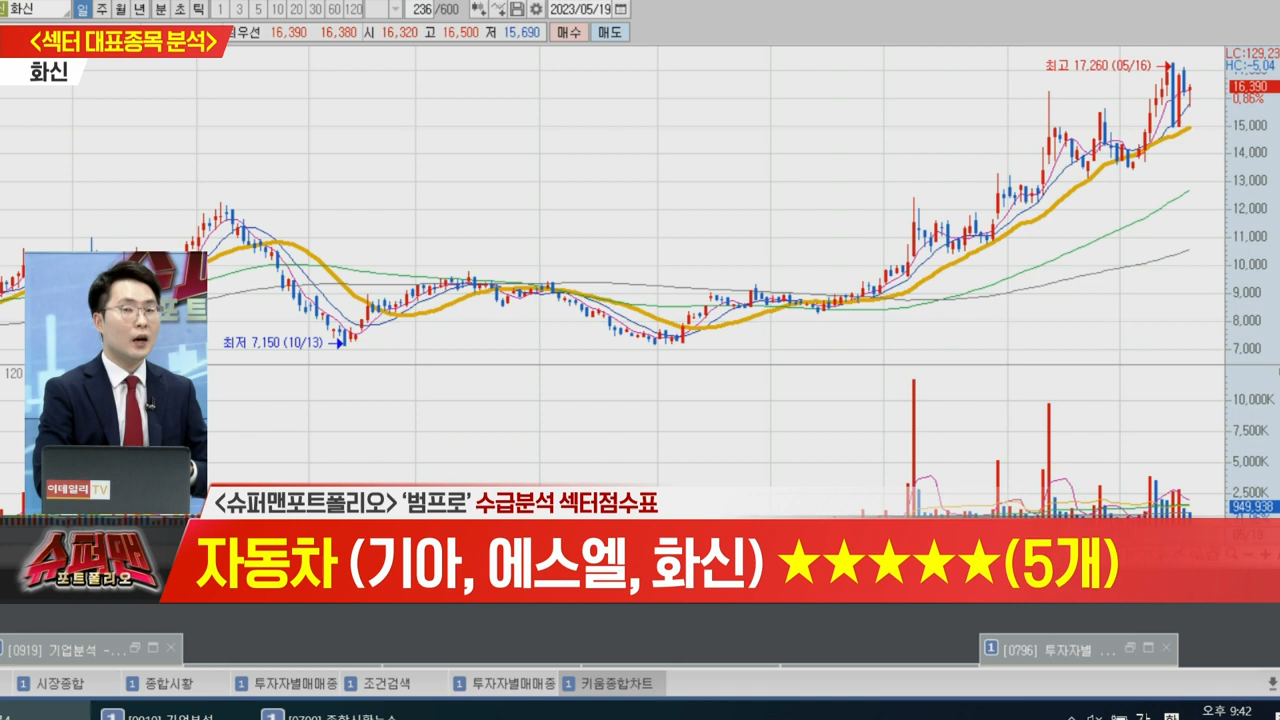 화신 일 주 월 년 분 초 틱 1 3 5 10 20 30 60 120 236 /600 2023/05/19
<섹터 대표종목 분석>
우선 16,390 16,380 시 16,320 고 16,500 저 15,690 매수 매도
화신
최고 17,260 (05/16)
LC:129,23
HC:-5,04
16,390
0,86%
15,000
14,000
13,000
12,000
11,000
10,000
9,000
8,000
7,000
최저 7,150 (10/13)
120
10,000K
7,500K
5,000K
2,500K
949,938
이데일리 TV
<슈퍼맨포트폴리오> '범프로' 수급분석 섹터점수표
슈퍼맨
포트폴리오
자동차 (기아, 에스엘, 화신) ★★★★★(5개)
[0919] 기업분석 -...
1 [0796] 투자자별 ...
1 시장종합 1 종합시황 1 투자자별매매종 1 조건검색 1 투자자별매매종 1 키움종합차트
오후 9:42